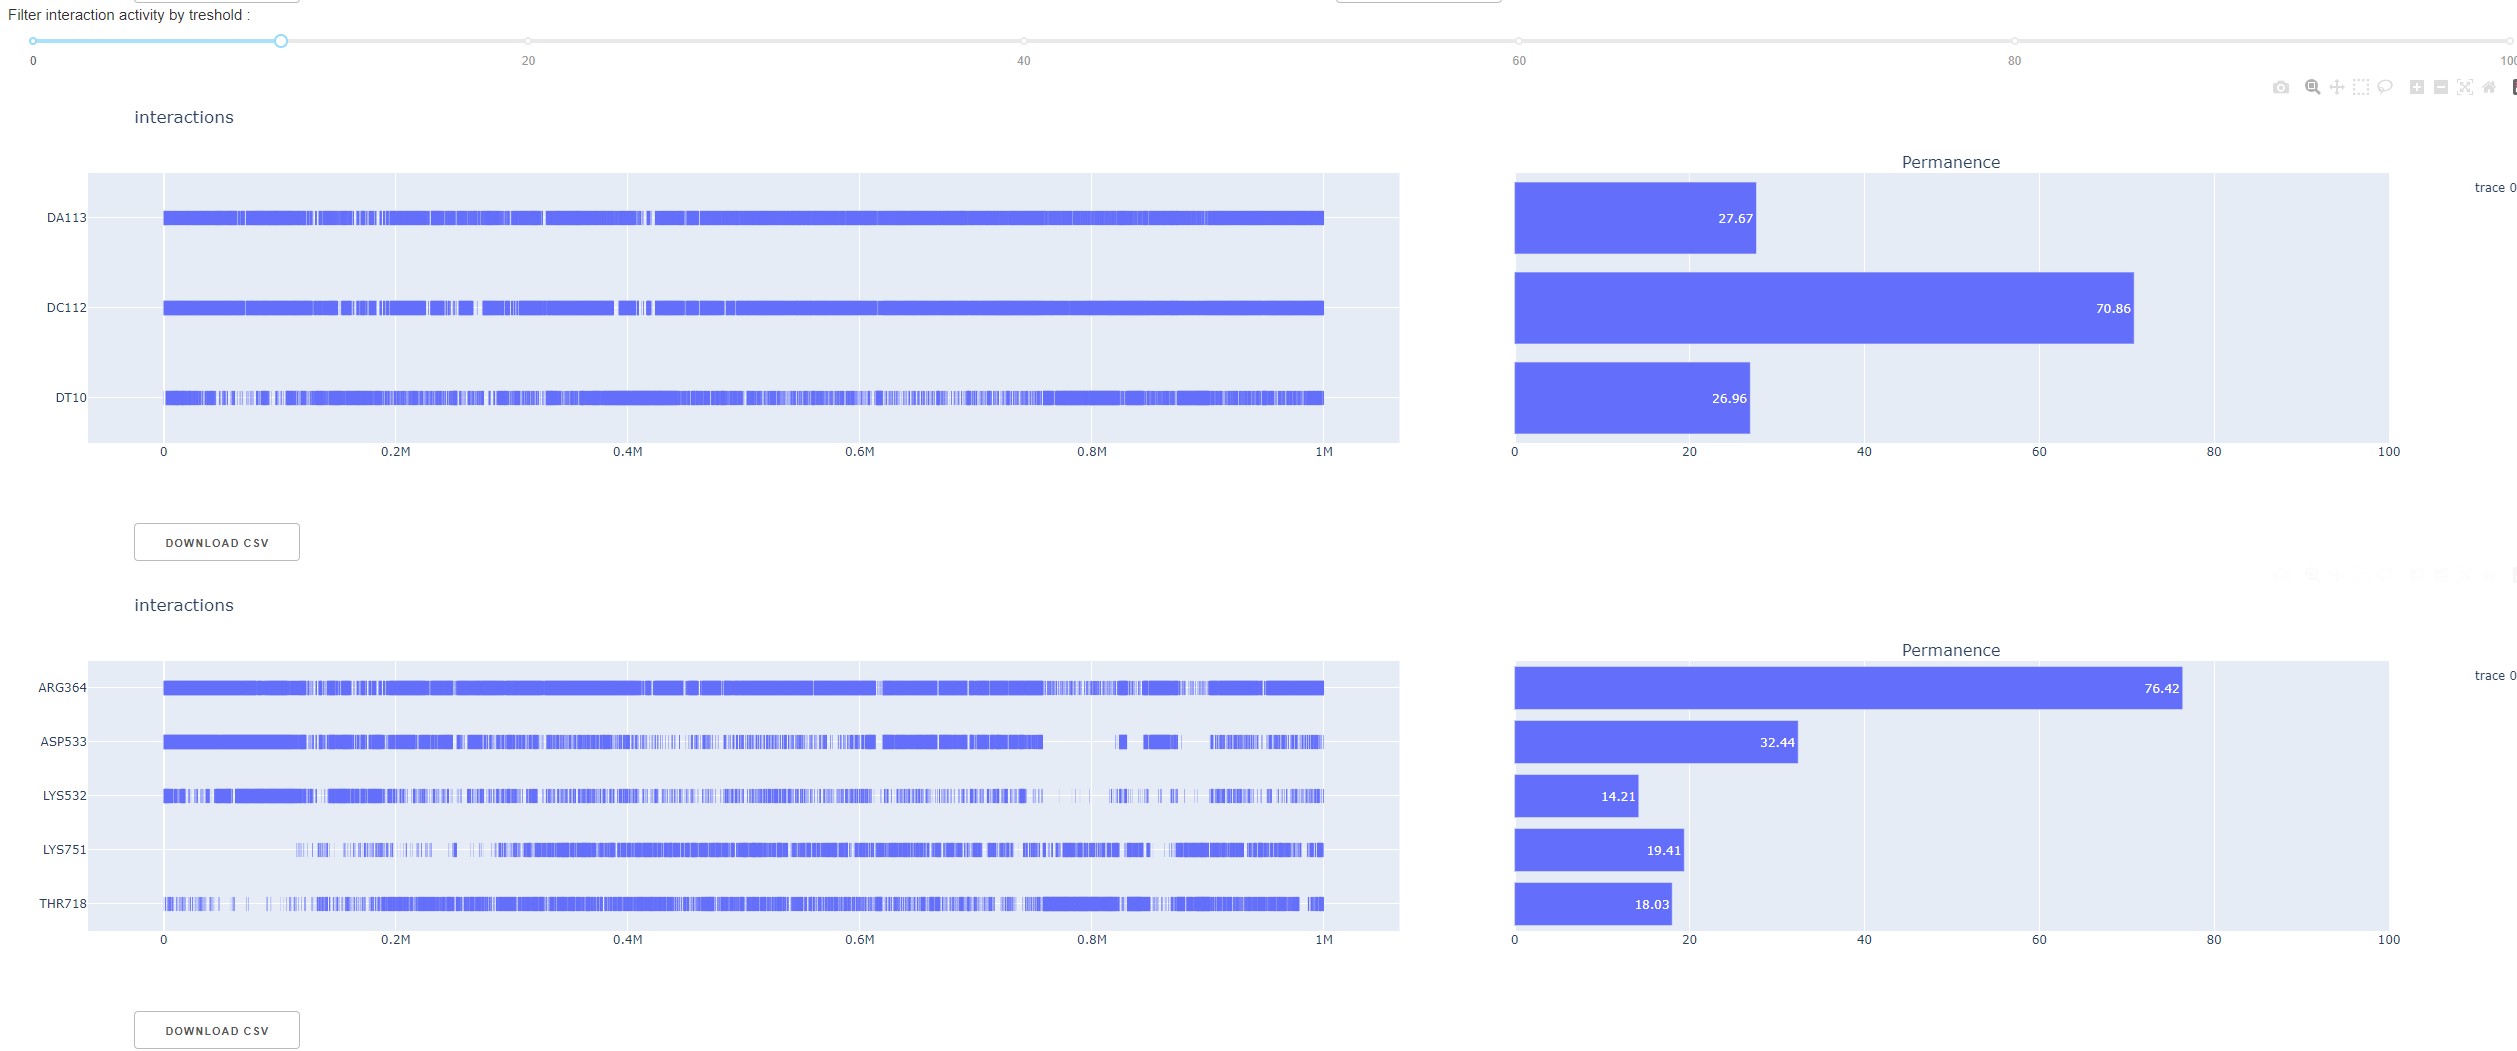 Filter interaction activity by treshold :
0 20 40 60 80 100
interactions
Permanence
trace 0
DA113
27.67
DC112
70.86
DT10
26.96
0 0.2M 0.4M 0.6M 0.8M 1M
0 20 40 60 80 100
DOWNLOAD CSV
interactions
Permanence
trace 0
ARG364
76.42
ASP533
32.44
LYS532
14.21
LYS751
19.41
THR718
18.03
0 0.2M 0.4M 0.6M 0.8M 1M
0 20 40 60 80 100
DOWNLOAD CSV